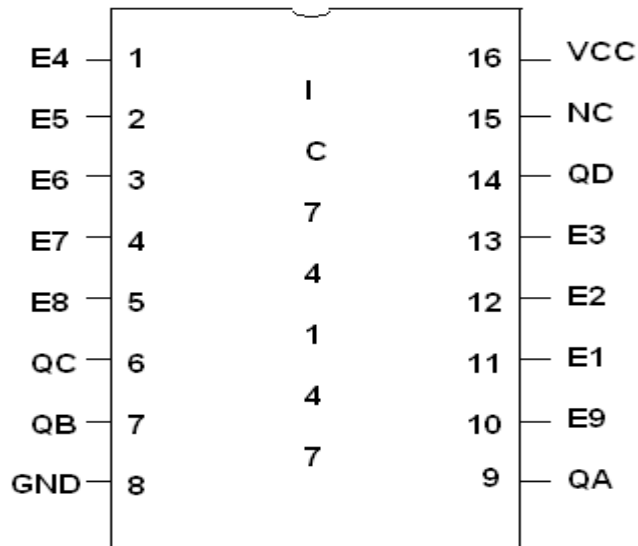 E4 1 16 VCC
I
E5 2 15 NC
C
E6 3 14 QD
7
E7 4 13 E3
4
E8 5 12 E2
1
QC 6 11 E1
4
QB 7 10 E9
7
GND 8 9 QA